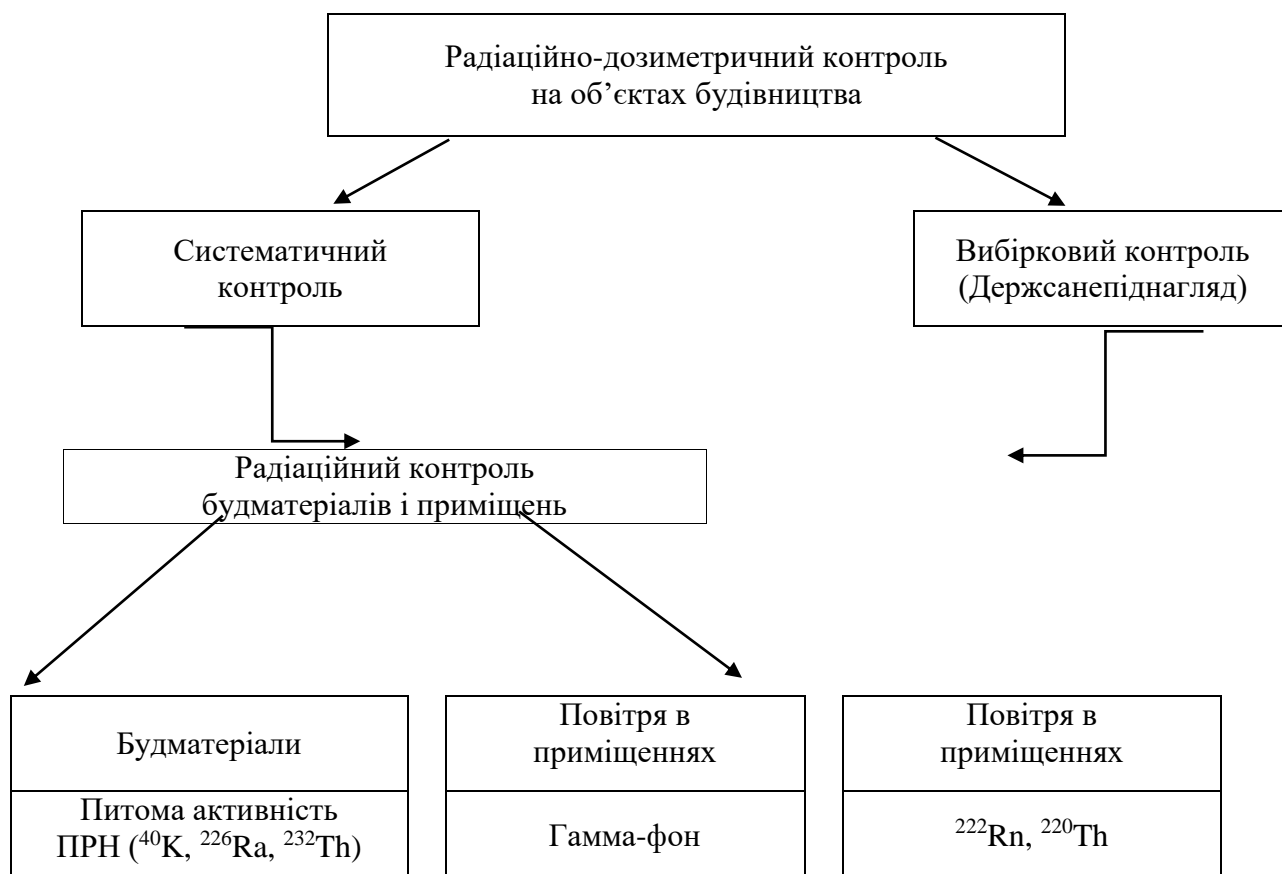 Радіаційно-дозиметричний контроль
на об’єктах будівництва
Систематичний
контроль
Вибірковий контроль
(Держсанепіднагляд)
Радіаційний контроль
будматеріалів і приміщень
Будматеріали
Питома активність
ПРН (⁴⁰K, ²²⁶Ra, ²³²Th)
Повітря в
приміщеннях
Гамма-фон
Повітря в
приміщеннях
²²²Rn, ²²⁰Th